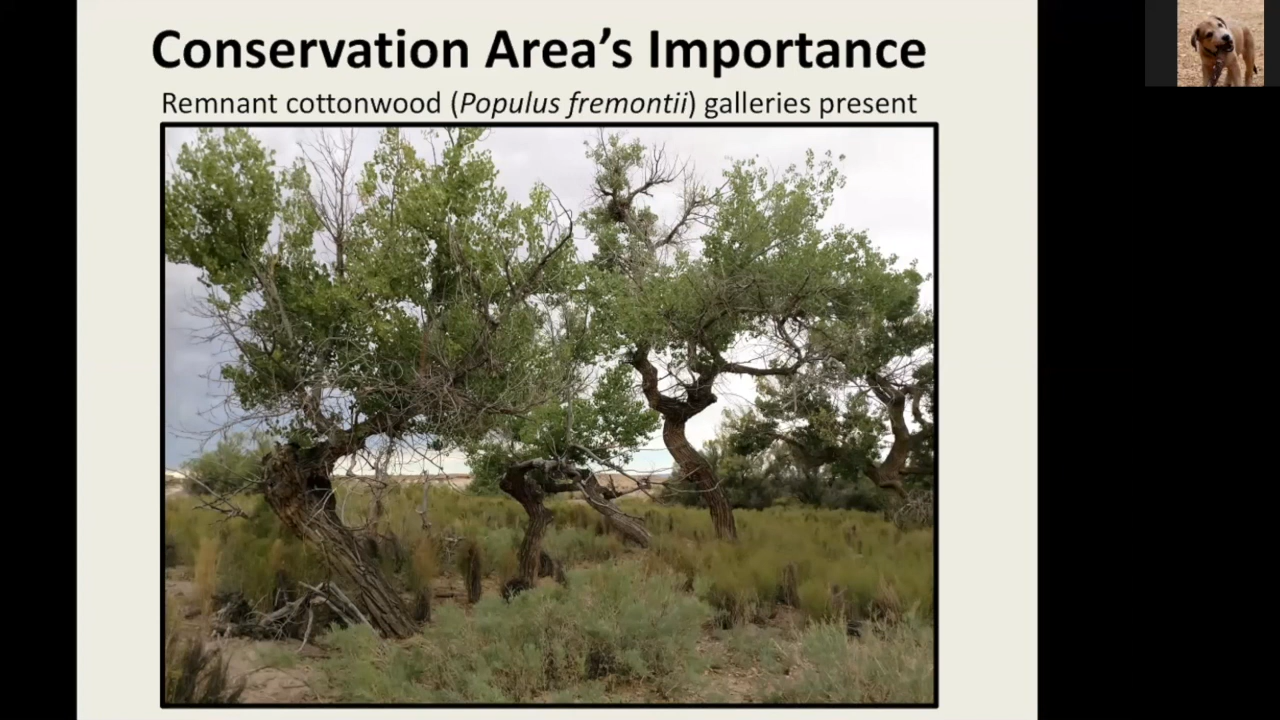 Conservation Area’s Importance
Remnant cottonwood (Populus fremontii) galleries present